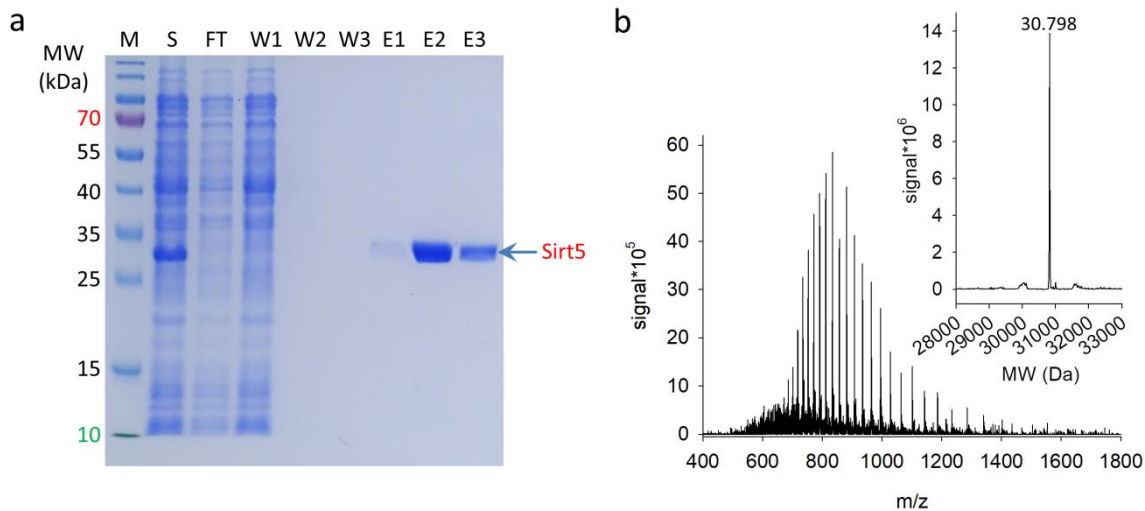 a
MW
(kDa)
M S FT W1 W2 W3 E1 E2 E3
70
55
40
35
25
15
10
Sirt5
b
signal*10⁵
60
50
40
30
20
10
0
400 600 800 1000 1200 1400 1600 1800
m/z
30.798
signal*10⁶
14
12
10
8
6
4
2
0
28000 29000 30000 31000 32000 33000
MW (Da)